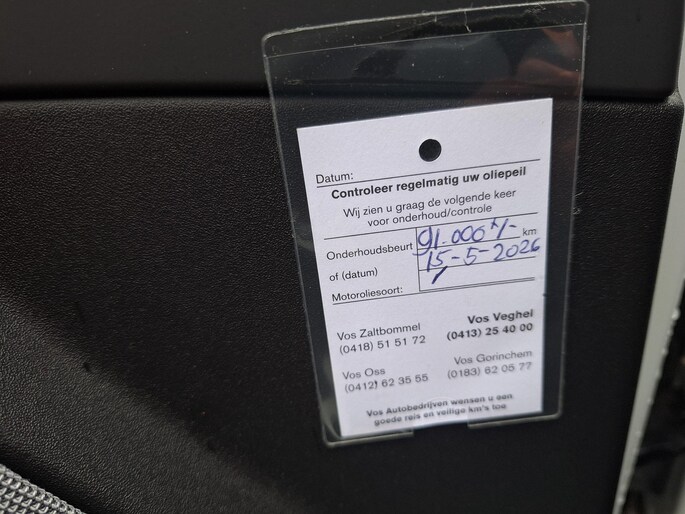 Datum:
Controleer regelmatig uw oliepeil
Wij zien u graag de volgende keer
voor onderhoud/controle
Onderhoudsbeurt 91.000 +/- km
of (datum) 15-5-2026
Motoroliesoort:
Vos Zaltbommel
(0418) 51 51 72
Vos Veghel
(0413) 25 40 00
Vos Oss
(0412) 62 35 55
Vos Gorinchem
(0183) 62 05 77
Vos Autobedrijven wensen u een
goede reis en veilige km's toe